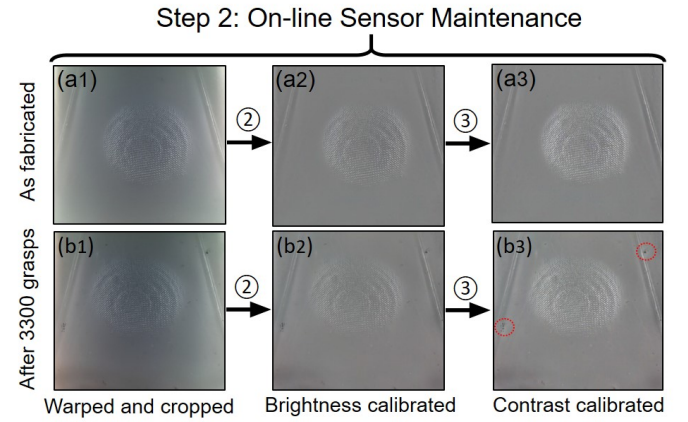 Step 2: On-line Sensor Maintenance
As fabricated
(a1)
②
(a2)
③
(a3)
After 3300 grasps
(b1)
②
(b2)
③
(b3)
Warped and cropped
Brightness calibrated
Contrast calibrated